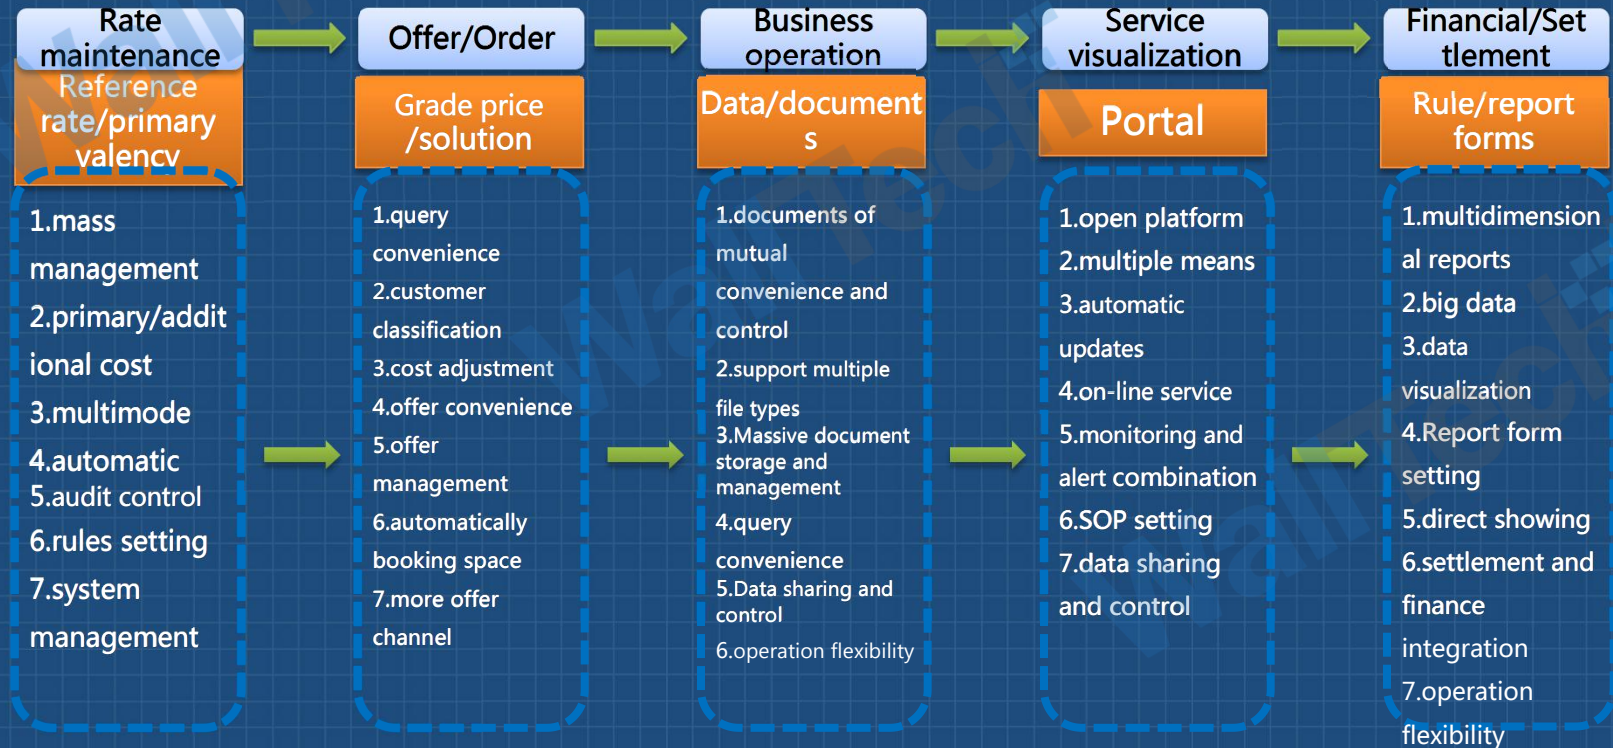 Rate
maintenance
Reference
rate/primary
valency
1.mass
management
2.primary/addit
ional cost
3.multimode
4.automatic
5.audit control
6.rules setting
7.system
management
Offer/Order
Grade price
/solution
1.query
convenience
2.customer
classification
3.cost adjustment
4.offer convenience
5.offer
management
6.automatically
booking space
7.more offer
channel
Business
operation
Data/document
s
1.documents of
mutual
convenience and
control
2.support multiple
file types
3.Massive document
storage and
management
4.query
convenience
5.Data sharing and
control
6.operation flexibility
Service
visualization
Portal
1.open platform
2.multiple means
3.automatic
updates
4.on-line service
5.monitoring and
alert combination
6.SOP setting
7.data sharing
and control
Financial/Set
tlement
Rule/report
forms
1.multidimension
al reports
2.big data
3.data
visualization
4.Report form
setting
5.direct showing
6.settlement and
finance
integration
7.operation
flexibility
WallTech
WallTech
WallTech